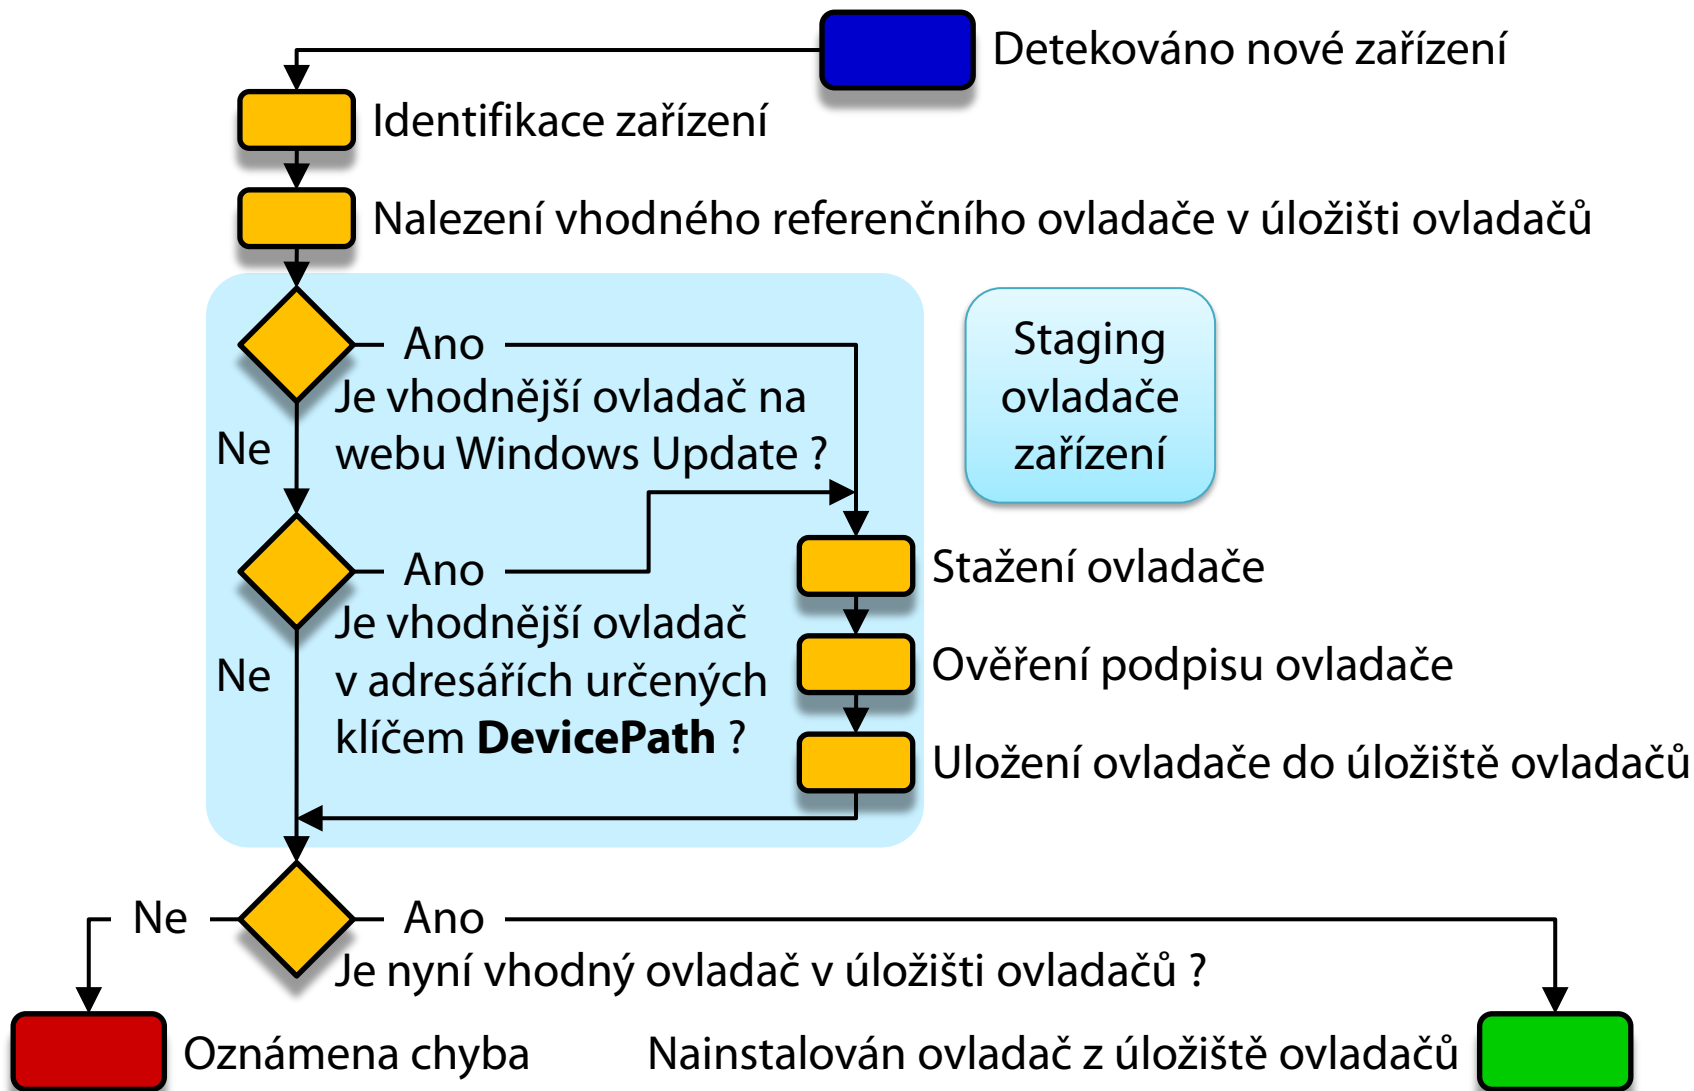 Detekováno nové zařízení
Identifikace zařízení
Nalezení vhodného referenčního ovladače v úložišti ovladačů
Ano
Je vhodnější ovladač na
webu Windows Update ?
Ne
Staging
ovladače
zařízení
Ano
Je vhodnější ovladač
v adresářích určených
klíčem DevicePath ?
Ne
Stažení ovladače
Ověření podpisu ovladače
Uložení ovladače do úložiště ovladačů
Ne
Ano
Je nyní vhodný ovladač v úložišti ovladačů ?
Oznámena chyba
Nainstalován ovladač z úložiště ovladačů